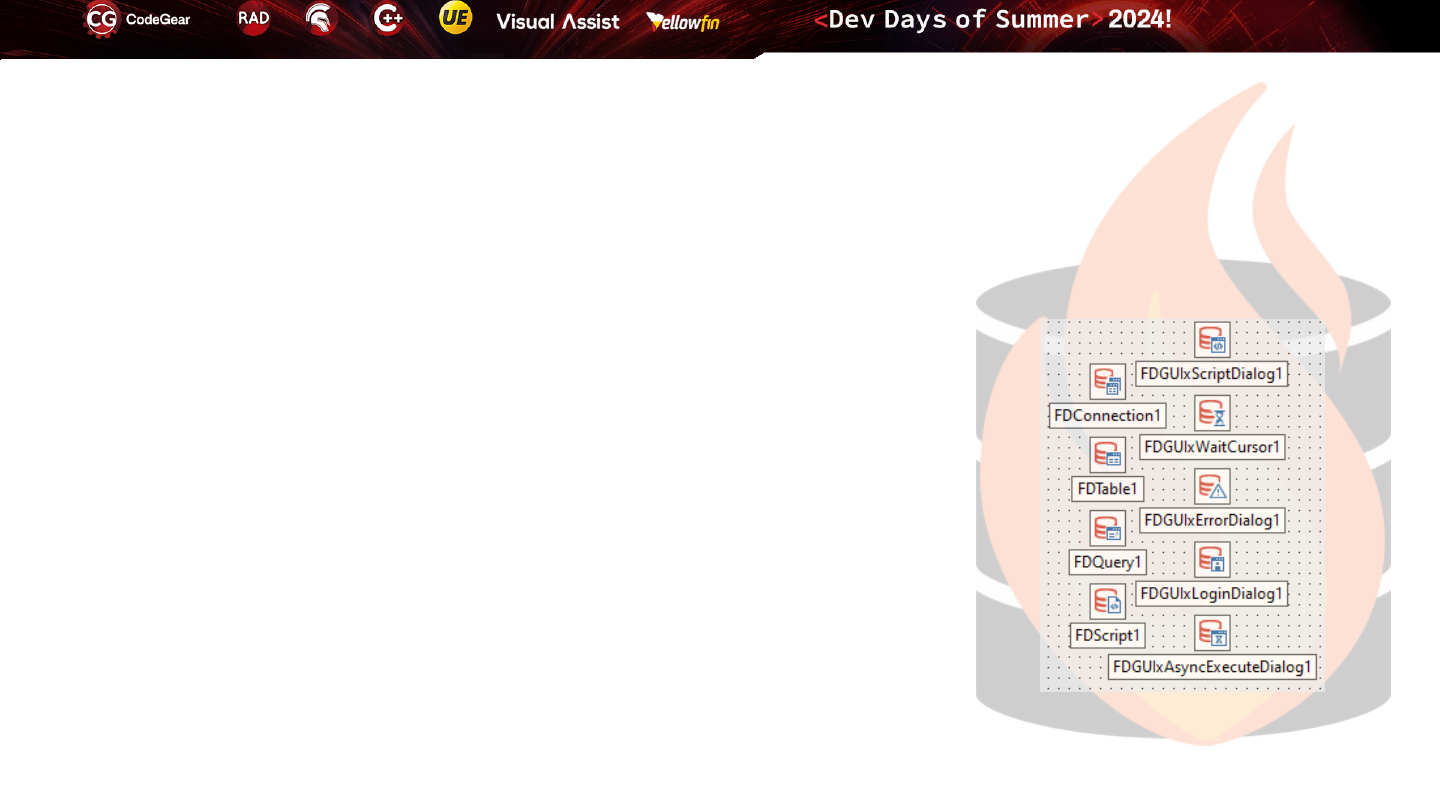 CG CodeGear RAD C++ UE Visual Assist Yellowfin <Dev Days of Summer> 2024!
FDGUIxScriptDialog1
FDConnection1
FDGUIxWaitCursor1
FDTable1
FDGUIxErrorDialog1
FDQuery1
FDGUIxLoginDialog1
FDScript1
FDGUIxAsyncExecuteDialog1